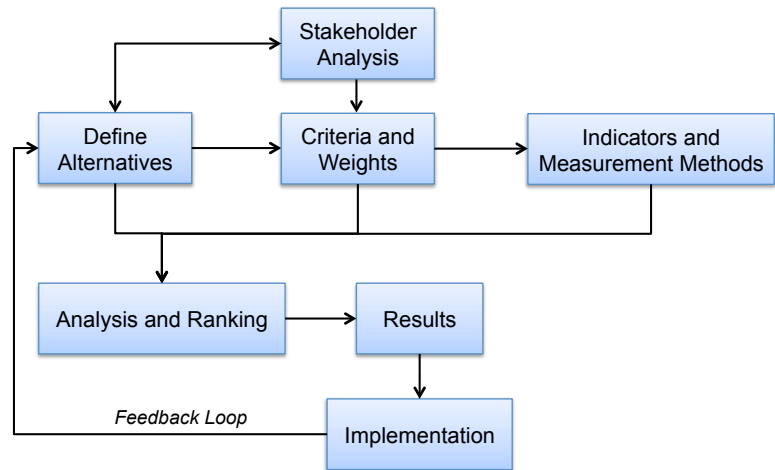 Stakeholder
Analysis
Define
Alternatives
Criteria and
Weights
Indicators and
Measurement Methods
Analysis and Ranking
Results
Feedback Loop
Implementation